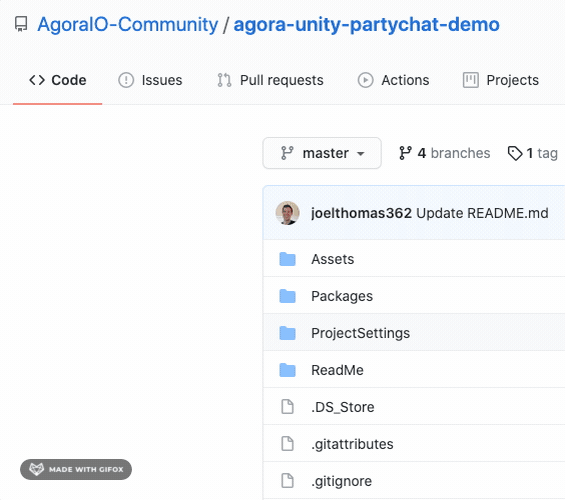 AgoraIO-Community / agora-unity-partychat-demo
Code Issues Pull requests Actions Projects
master 4 branches 1 tag
joelthomas362 Update README.md
Assets
Packages
ProjectSettings
ReadMe
.DS_Store
.gitattributes
.gitignore
MADE WITH GIFOX